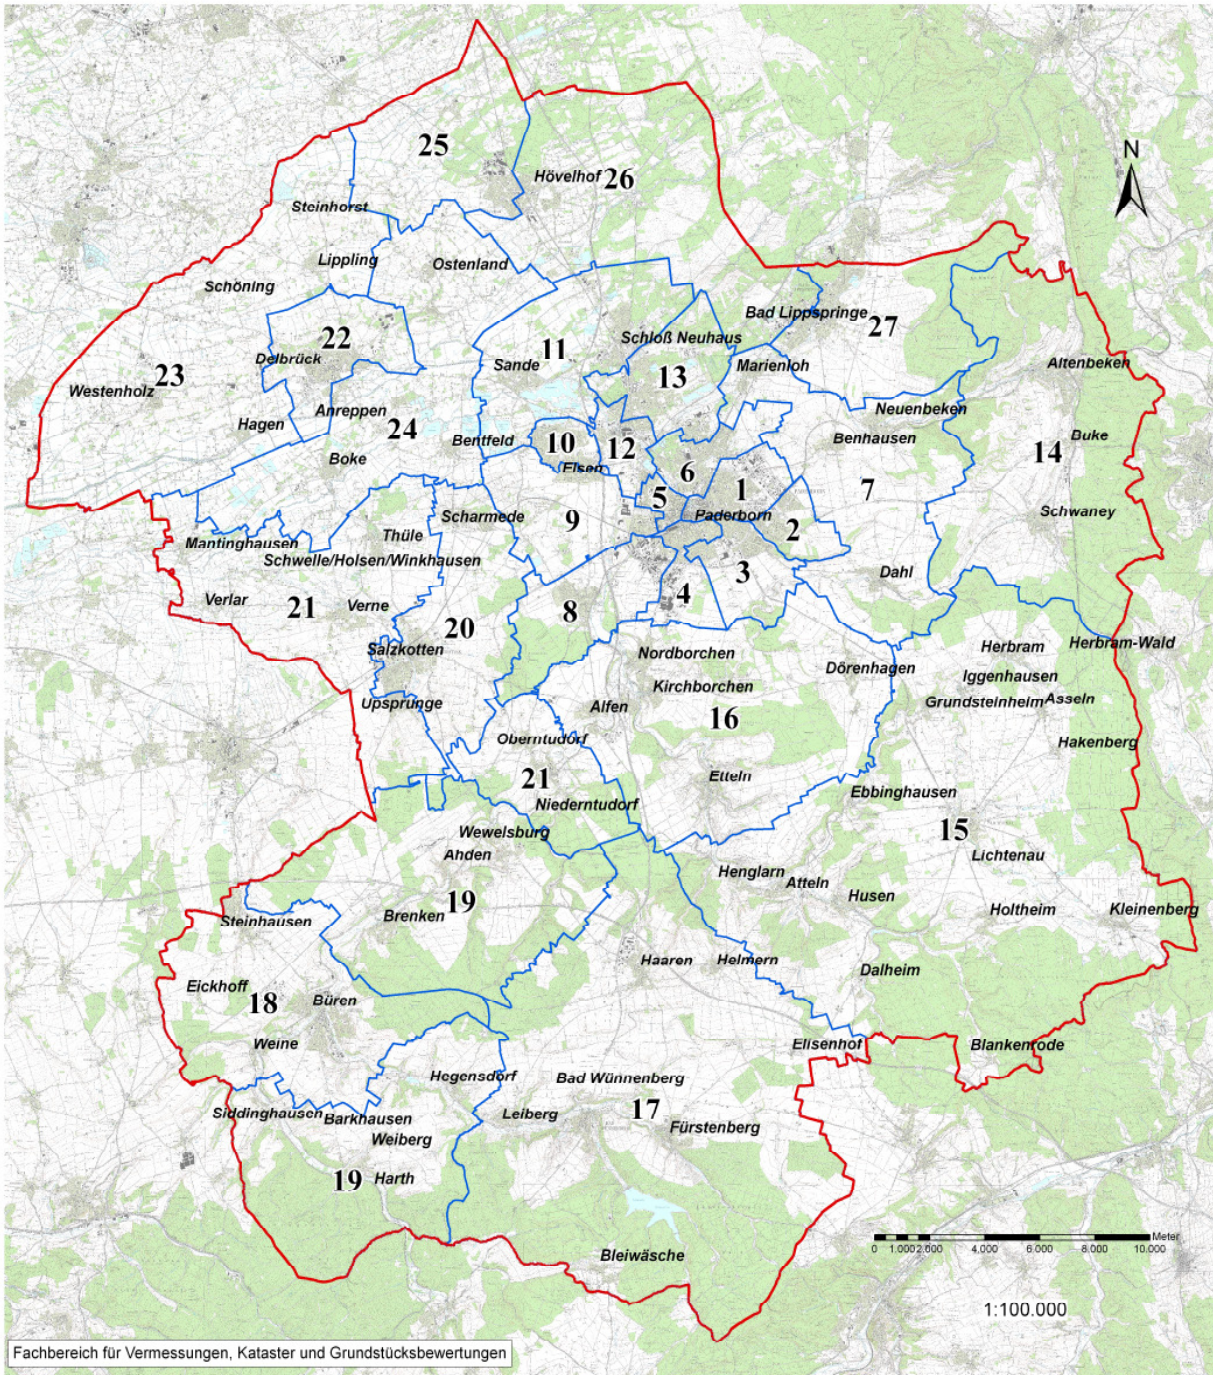 25
N
Hövelhof 26
Steinhorst
Lippling
Ostenland
Schöning
Bad Lippspringe
27
22
11
Schloß Neuhaus
Delbrück
Sande
Marienloh
Altenbeken
23
13
Westenholz
Anreppen
Neuenbeken
Hagen
24
Bentfeld
10
12
Benhausen
Buke
14
Boke
Elsen
6
5
1
7
Scharmede
9
Paderborn
2
Schwaney
Mantinghausen
Thüle
Schwelle/Holsen/Winkhausen
3
Dahl
Verlar
21
Verne
8
4
20
Salzkotten
Nordborchen
Dörenhagen
Herbram
Herbram-Wald
Kirchborchen
Iggenhausen
Upsprunge
Alfen
16
Grundsteinheim
Asseln
Oberntudorf
Hakenberg
21
Etteln
Niederntudorf
Ebbinghausen
Wewelsburg
15
Ahden
Lichtenau
Henglarn
Atteln
Husen
Brenken
19
Steinhausen
Holtheim
Kleinenberg
Haaren
Helmern
Dalheim
Eickhoff
18
Büren
Weine
Elisenhof
Blankenrode
Hegensdorf
Bad Wünnenberg
Siddinghausen
Barkhausen
Leiberg
17
Weiberg
Fürstenberg
19
Harth
Bleiwäsche
Meter
0 1.000 2.000 4.000 6.000 8.000 10.000
1:100.000
Fachbereich für Vermessungen, Kataster und Grundstücksbewertungen